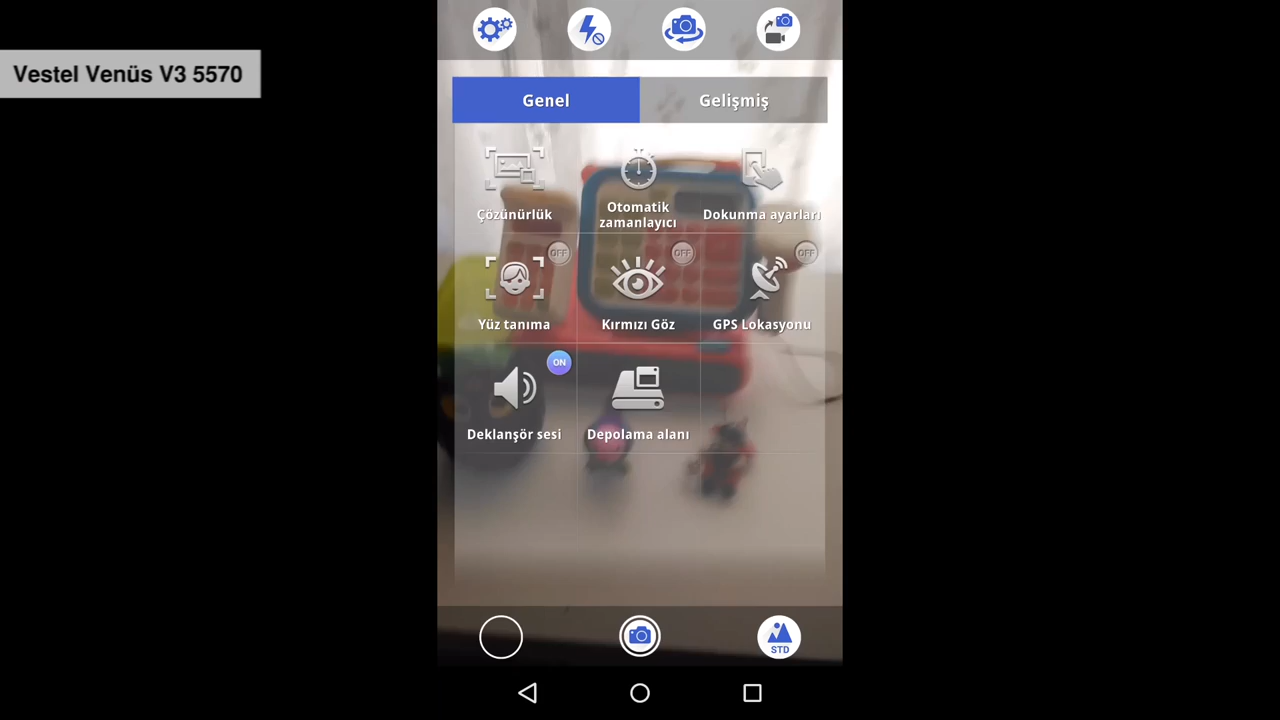 Vestel Venüs V3 5570
Genel
Gelişmiş
Çözünürlük
Otomatik
zamanlayıcı
Dokunma ayarları
OFF
OFF
OFF
Yüz tanıma
Kırmızı Göz
GPS Lokasyonu
ON
Deklanşör sesi
Depolama alanı
STD